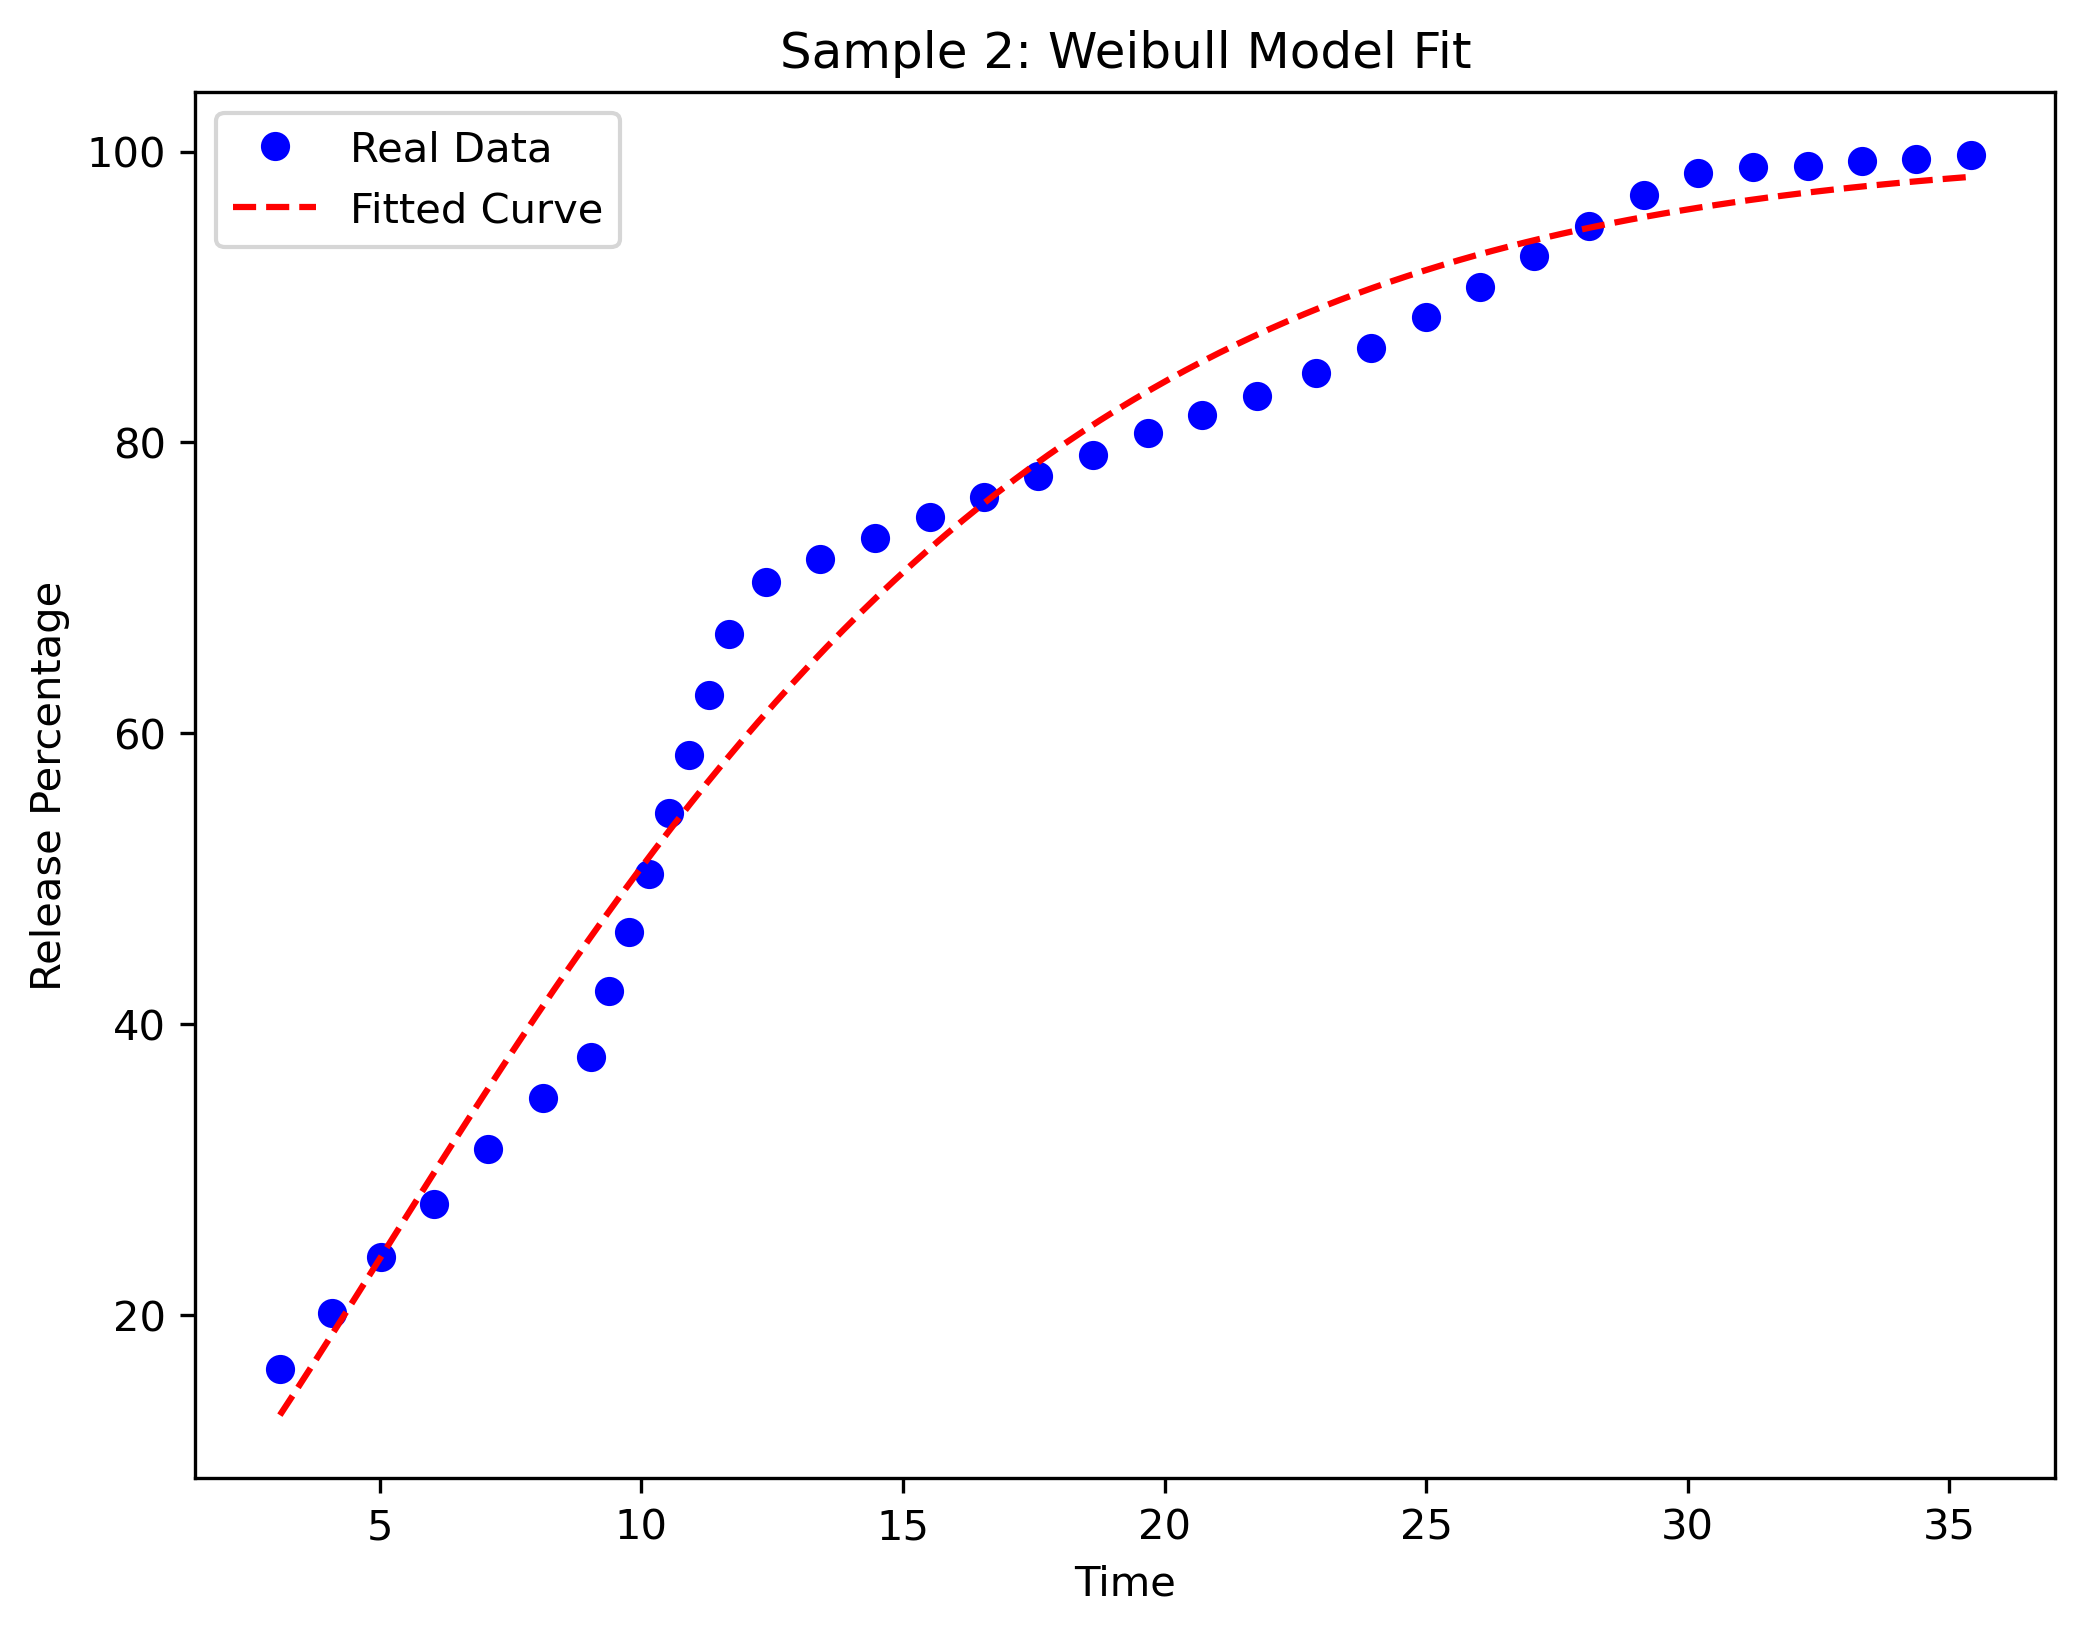 Sample 2: Weibull Model Fit
Real Data
Fitted Curve
100
80
60
40
20
Release Percentage
5 10 15 20 25 30 35
Time